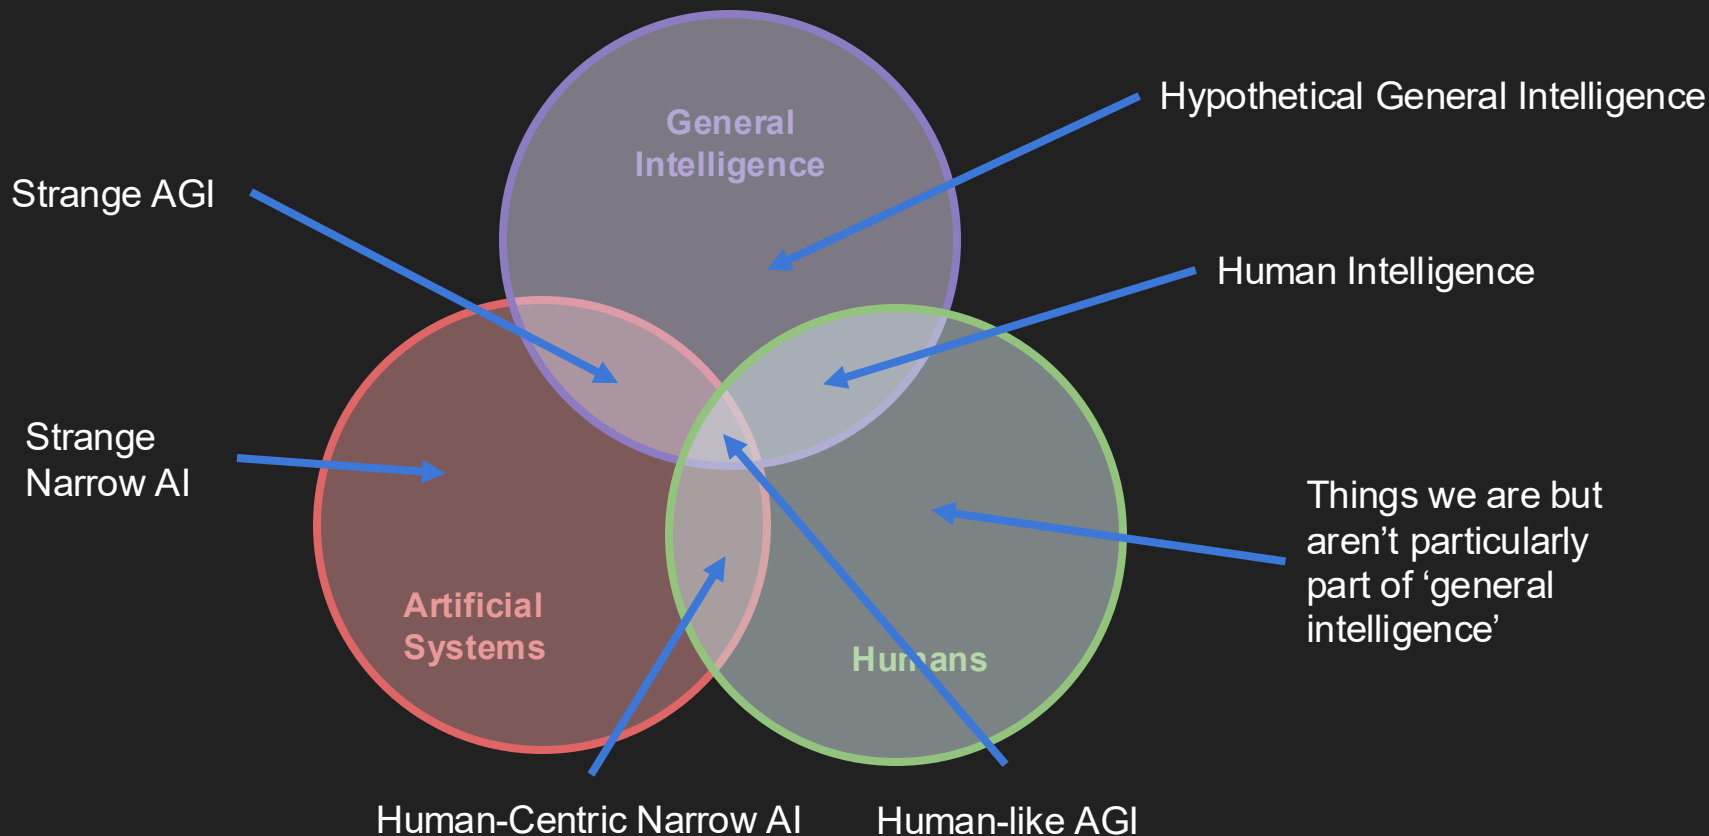 General
Intelligence
Hypothetical General Intelligence
Strange AGI
Human Intelligence
Strange
Narrow AI
Things we are but
aren’t particularly
part of ‘general
intelligence’
Artificial
Systems
Humans
Human-Centric Narrow AI
Human-like AGI